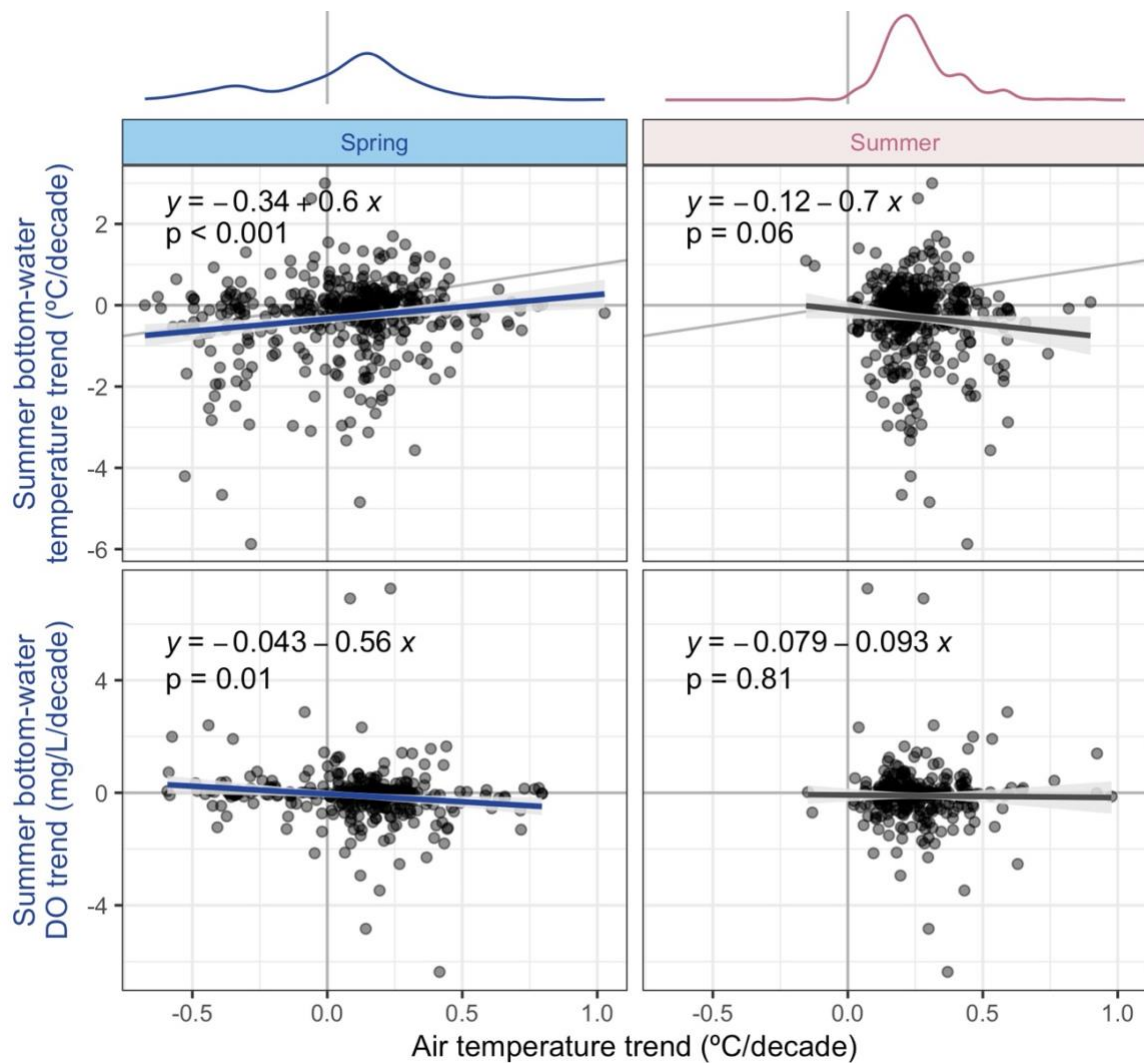 Spring
Summer
Summer bottom-water
temperature trend (ºC/decade)
2
0
-2
-4
-6
y = −0.34 + 0.6 x
p < 0.001
y = −0.12 − 0.7 x
p = 0.06
Summer bottom-water
DO trend (mg/L/decade)
4
0
-4
y = −0.043 − 0.56 x
p = 0.01
y = −0.079 − 0.093 x
p = 0.81
-0.5 0.0 0.5 1.0
-0.5 0.0 0.5 1.0
Air temperature trend (ºC/decade)